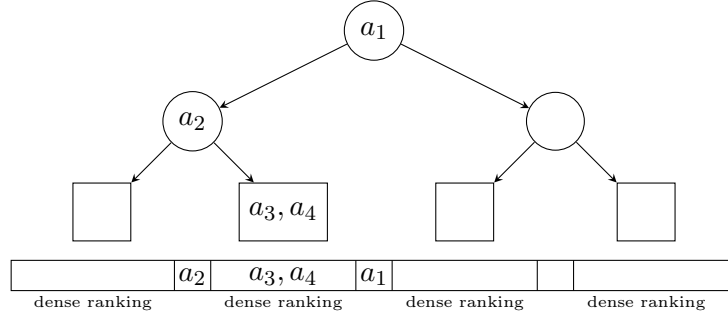 a₁
a₂
a₃, a₄
a₂ a₃, a₄ a₁
dense ranking dense ranking dense ranking dense ranking